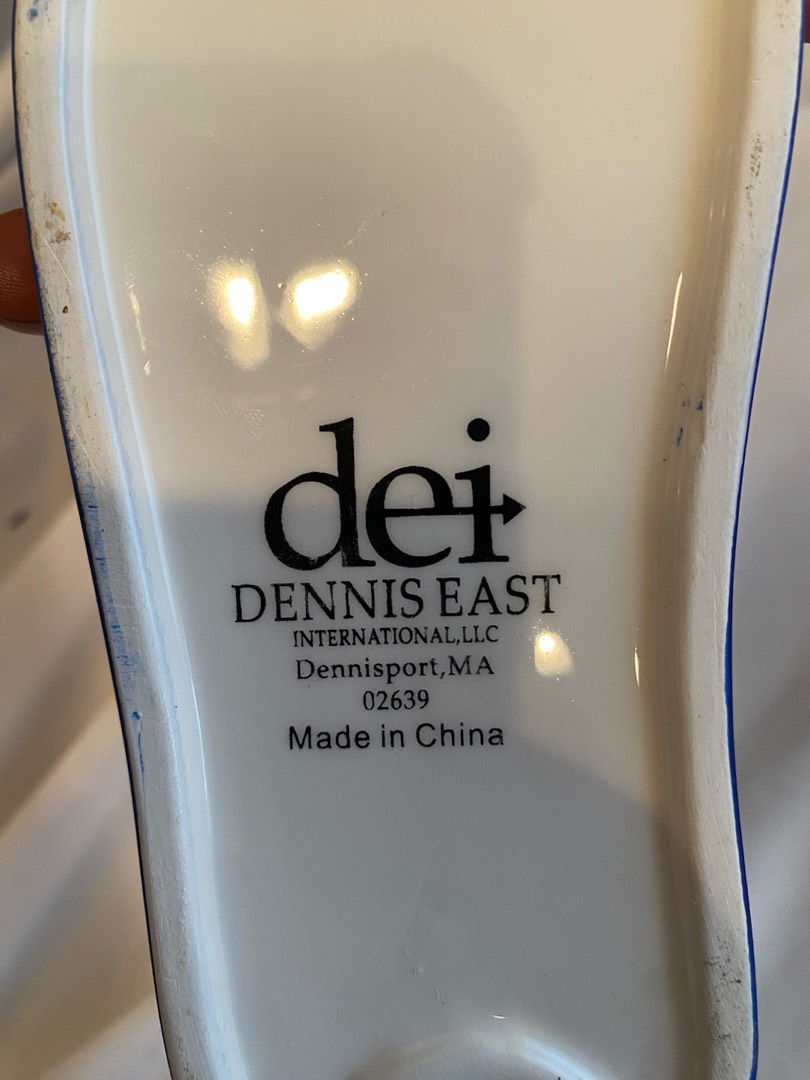 dei
DENNIS EAST
INTERNATIONAL,LLC
Dennisport,MA
02639
Made in China